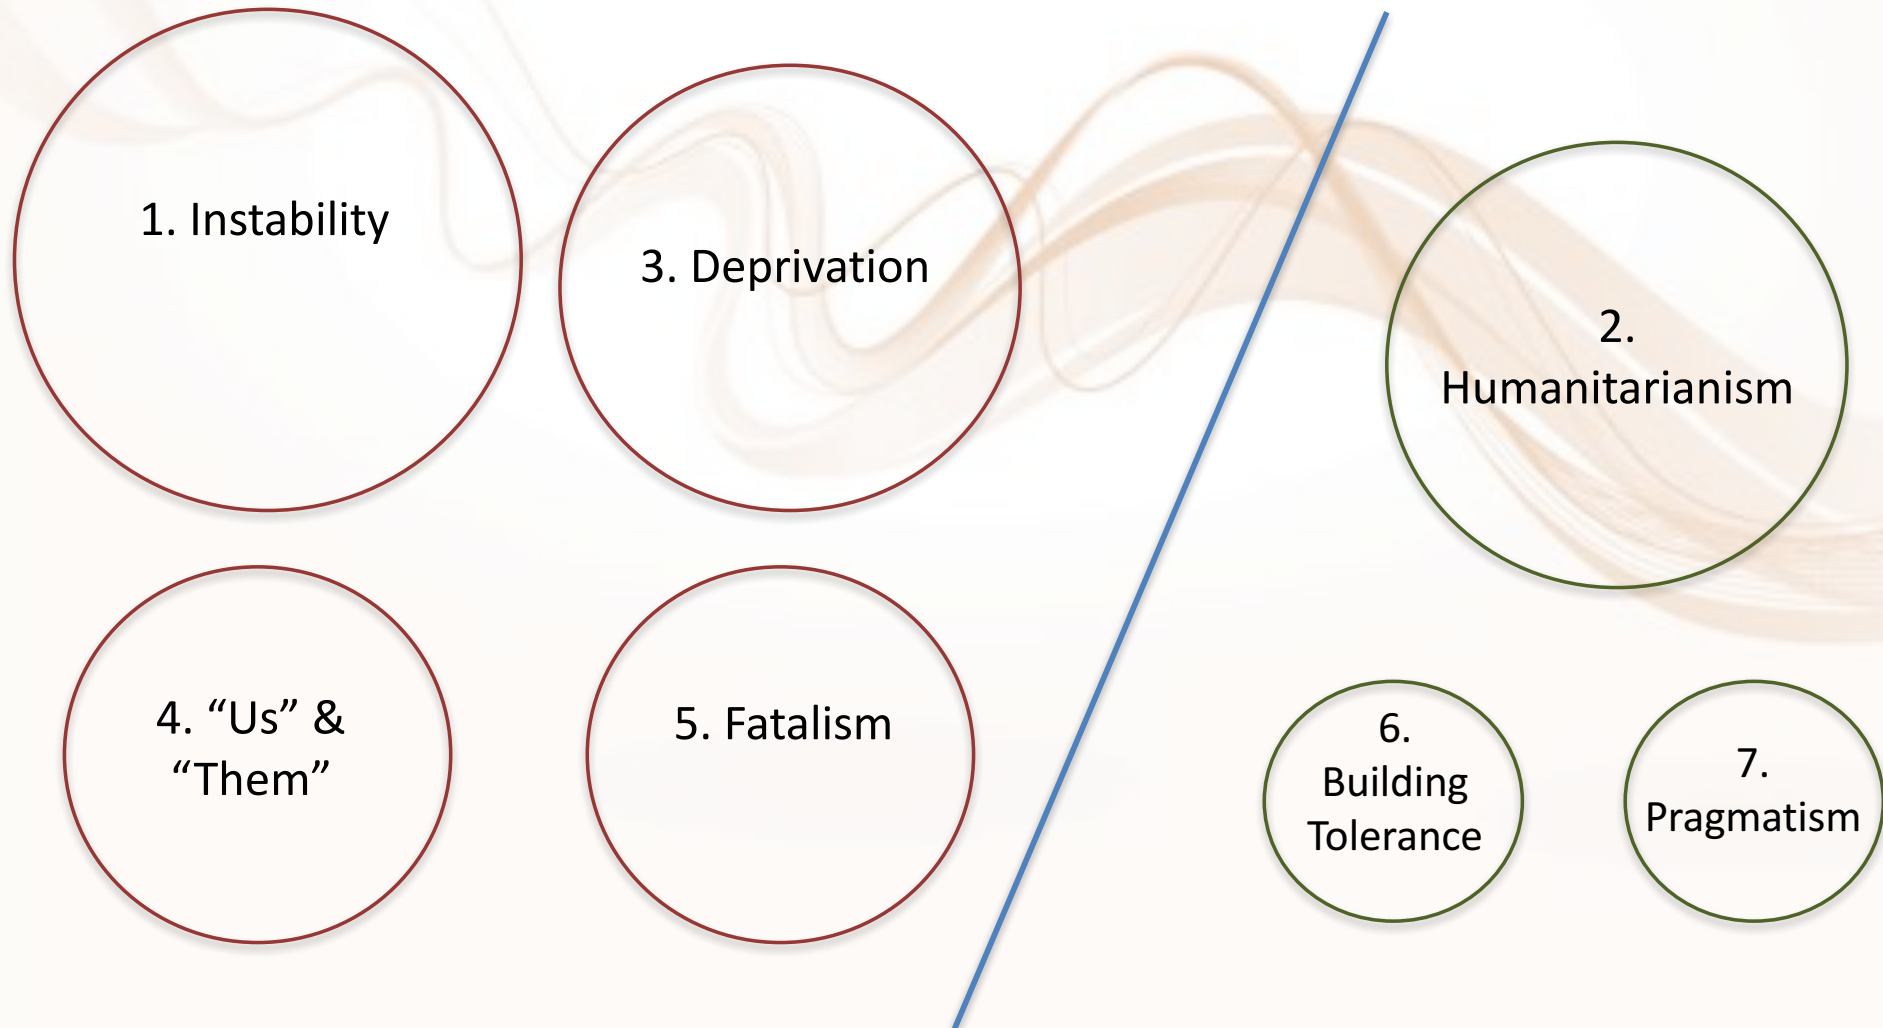 1. Instability
3. Deprivation
2.
Humanitarianism
4. “Us” &
“Them”
5. Fatalism
6.
Building
Tolerance
7.
Pragmatism